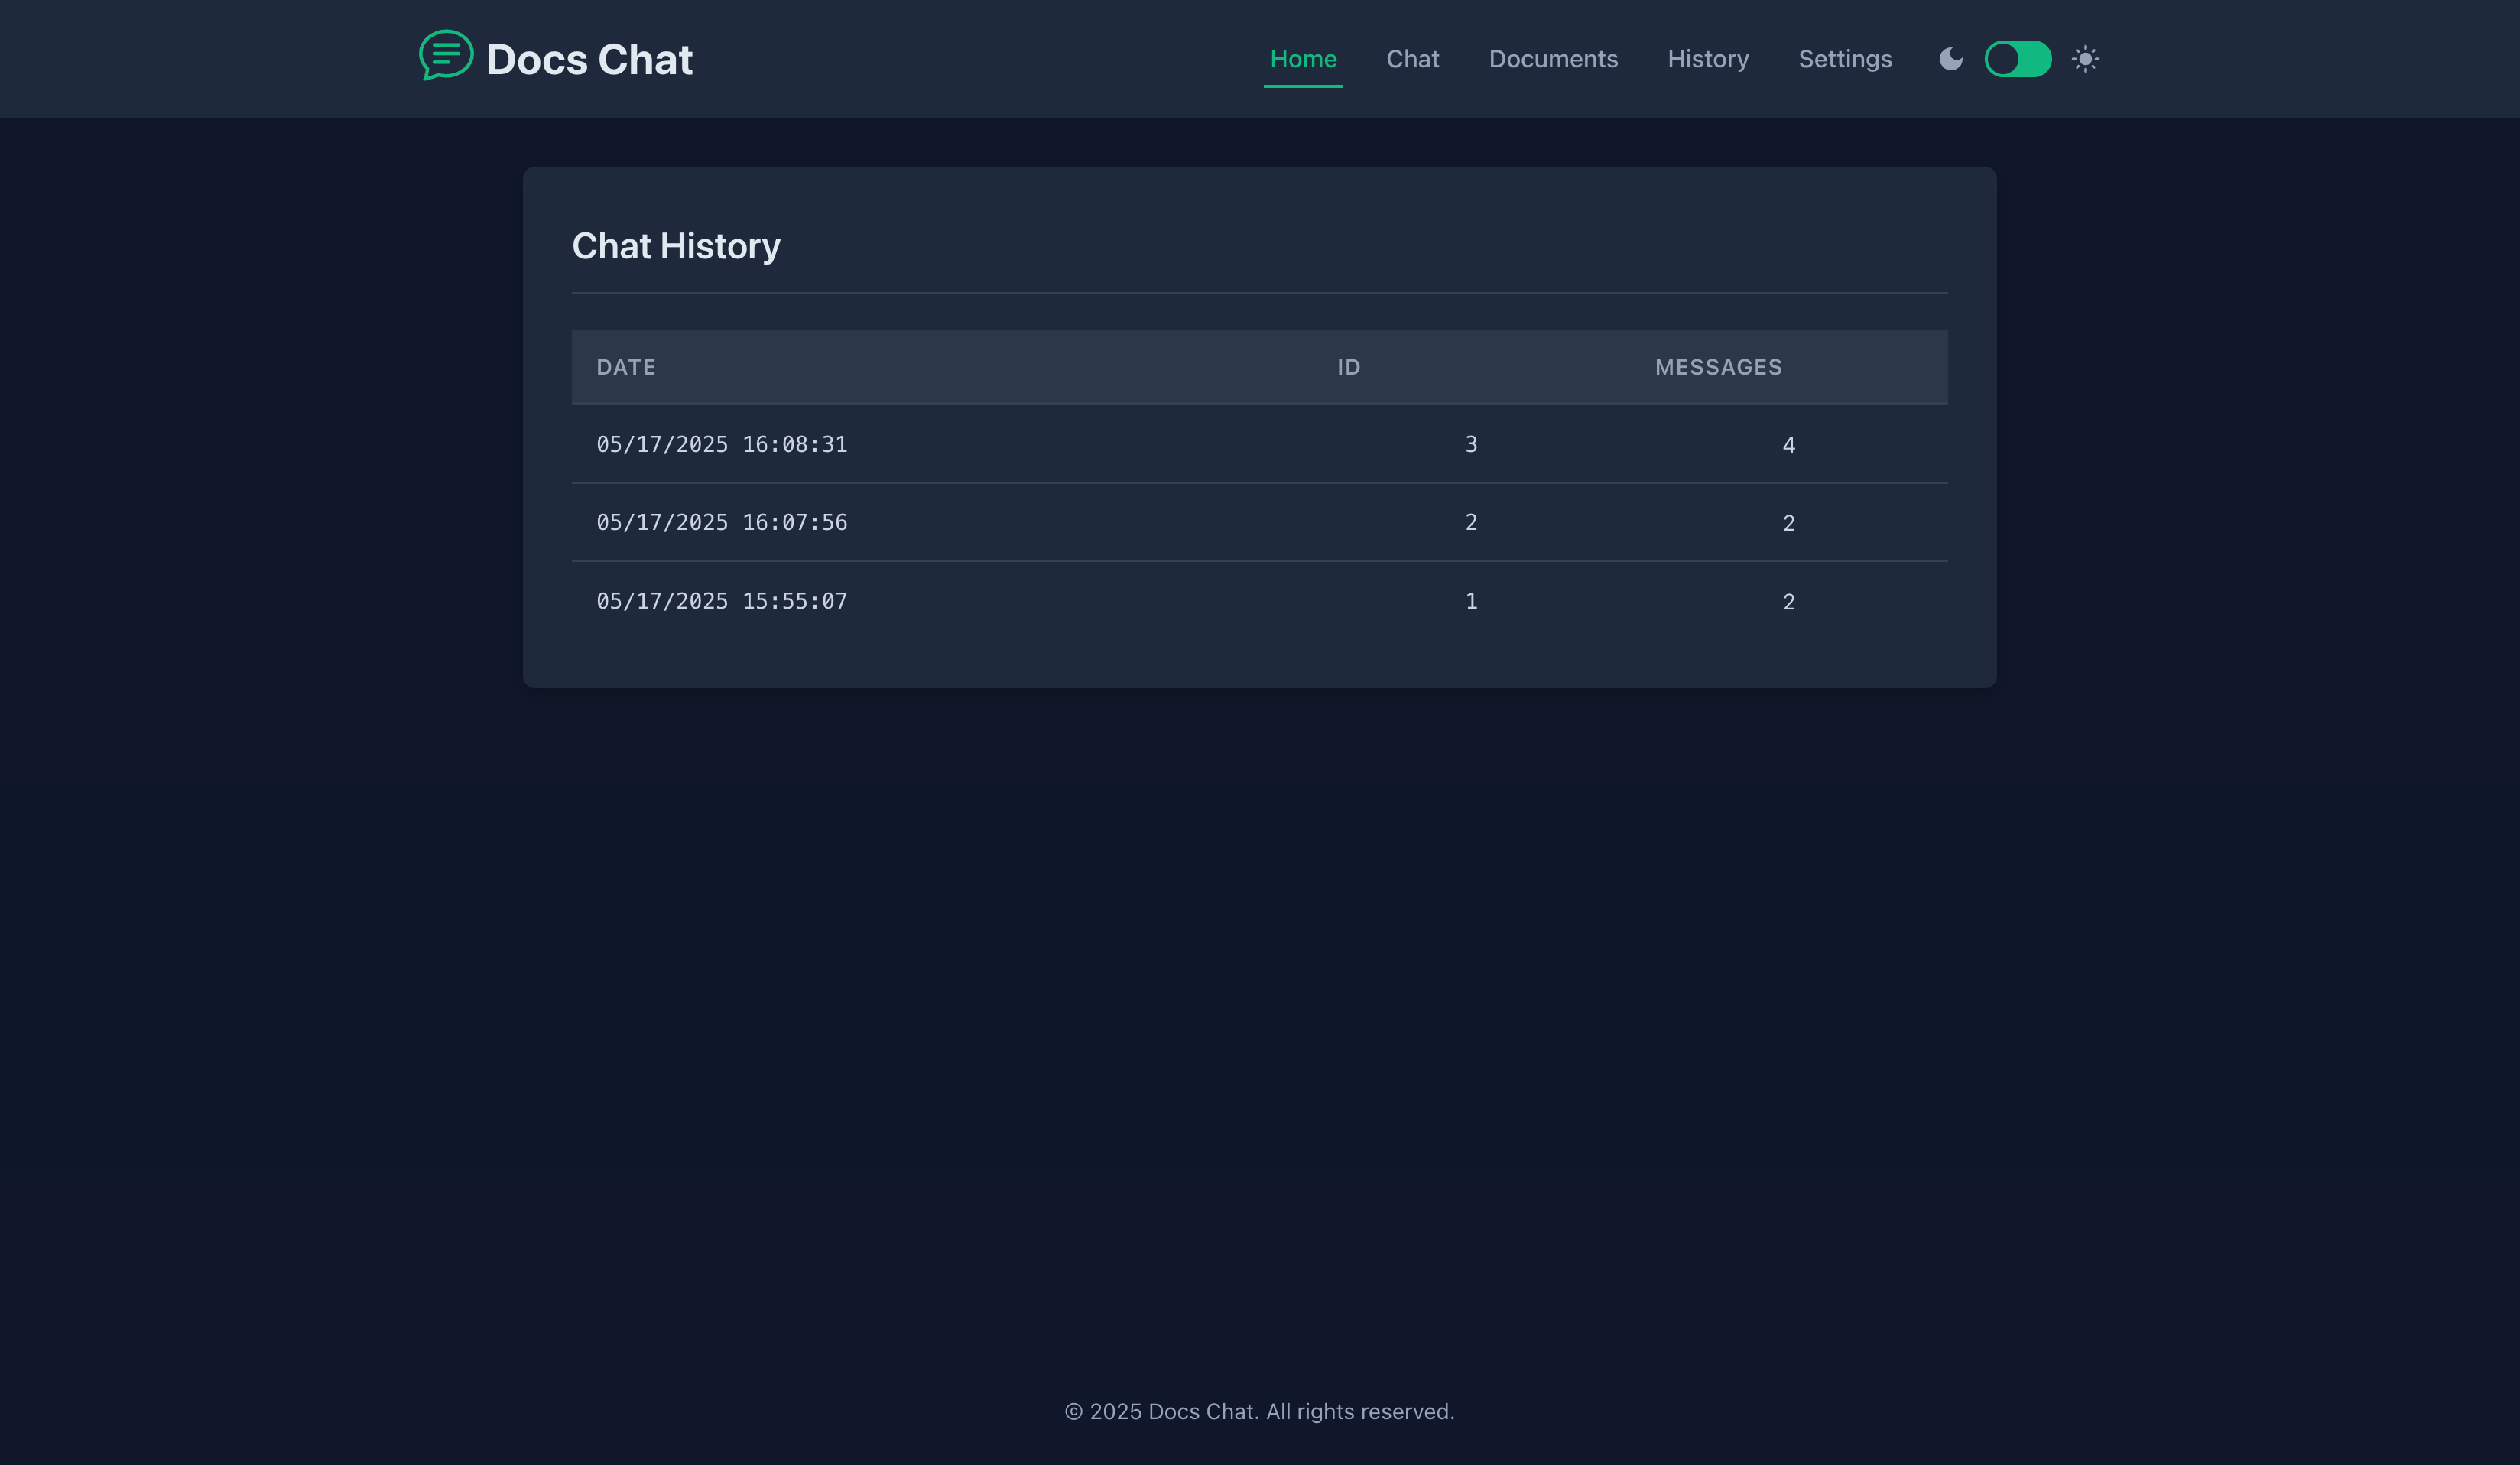 Docs Chat
Home Chat Documents History Settings
Chat History
DATE ID MESSAGES
05/17/2025 16:08:31 3 4
05/17/2025 16:07:56 2 2
05/17/2025 15:55:07 1 2
© 2025 Docs Chat. All rights reserved.